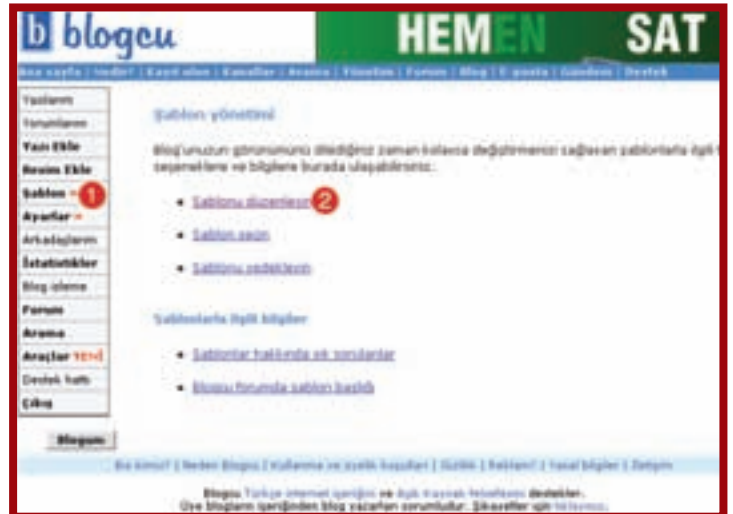 b blogcu
HEMEN SAT
Ana sayfa | Nedir? | Kayıt olun | Kanallar | Arama | Yönetim | Forum | Blog | E-posta | Gündem | Destek
Yazılarım
Yorumlarım
Yazı Ekle
Resim Ekle
Şablon
1
Ayarlar
Arkadaşlarım
İstatistikler
Blog izleme
Forum
Arama
Araçlar YENİ
Destek hattı
Çıkış
Blogum
Şablon yönetimi
Blog'unuzun görünümünü dilediğiniz zaman kolayca değiştirmenizi sağlayan şablonlarla ilgili
seçeneklere ve bilgilere burada ulaşabilirsiniz.
Şablonu düzenleyin 2
Şablon seçin
Şablonu yedekleyin
Şablonlarla ilgili bilgiler
Şablonlar hakkında sık sorulanlar
Blogcu forumda şablon başlığı
Biz kimiz? | Neden Blogcu | Kullanma ve üyelik koşulları | Gizlilik | Reklam? | Yasal bilgiler | İletişim
Blogcu Türkçe internet içeriğini ve açık kaynak felsefesini destekler.
Üye blogların içeriğinden blog yazarları sorumludur. Şikayetler için tıklayınız.